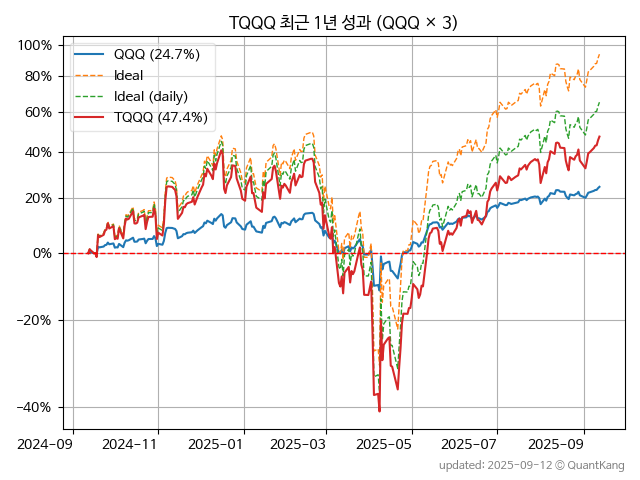 TQQQ 최근 1년 성과 (QQQ × 3)
100%
80%
60%
40%
20%
0%
−20%
−40%
QQQ (24.7%)
Ideal
Ideal (daily)
TQQQ (47.4%)
2024-09
2024-11
2025-01
2025-03
2025-05
2025-07
2025-09
updated: 2025-09-12 ⓒ QuantKang